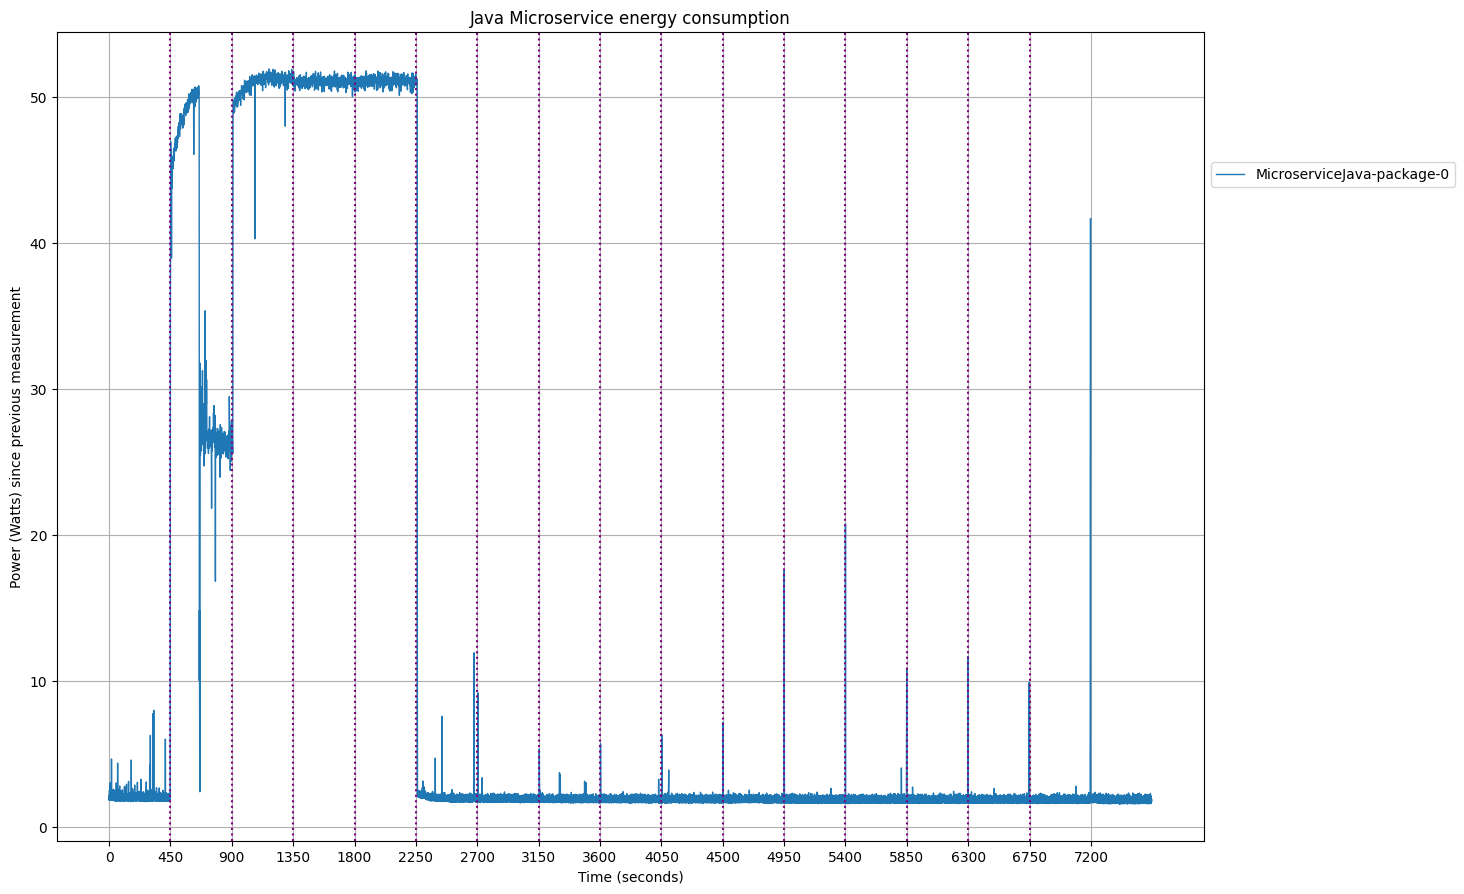 Java Microservice energy consumption
Power (Watts) since previous measurement
50
40
30
20
10
0
0 450 900 1350 1800 2250 2700 3150 3600 4050 4500 4950 5400 5850 6300 6750 7200
Time (seconds)
MicroserviceJava-package-0